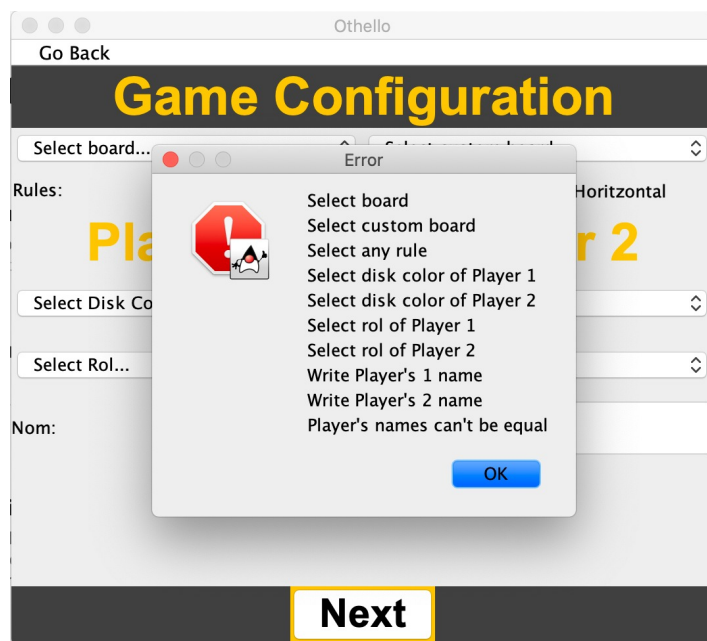 Othello
Go Back
Game Configuration
Select board...
Rules:
Horitzontal
Pla
r 2
Select Disk Co
Select Rol...
Nom:
Error
Select board
Select custom board
Select any rule
Select disk color of Player 1
Select disk color of Player 2
Select rol of Player 1
Select rol of Player 2
Write Player's 1 name
Write Player's 2 name
Player's names can't be equal
OK
Next